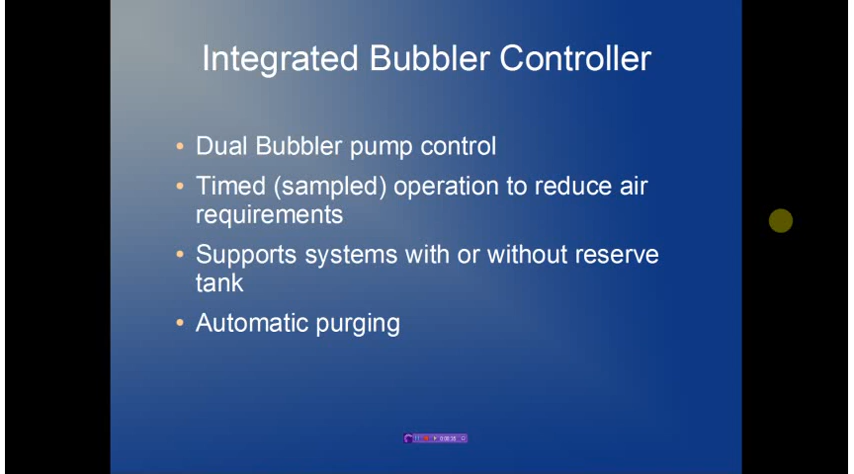 Integrated Bubbler Controller
• Dual Bubbler pump control
• Timed (sampled) operation to reduce air
requirements
• Supports systems with or without reserve
tank
• Automatic purging